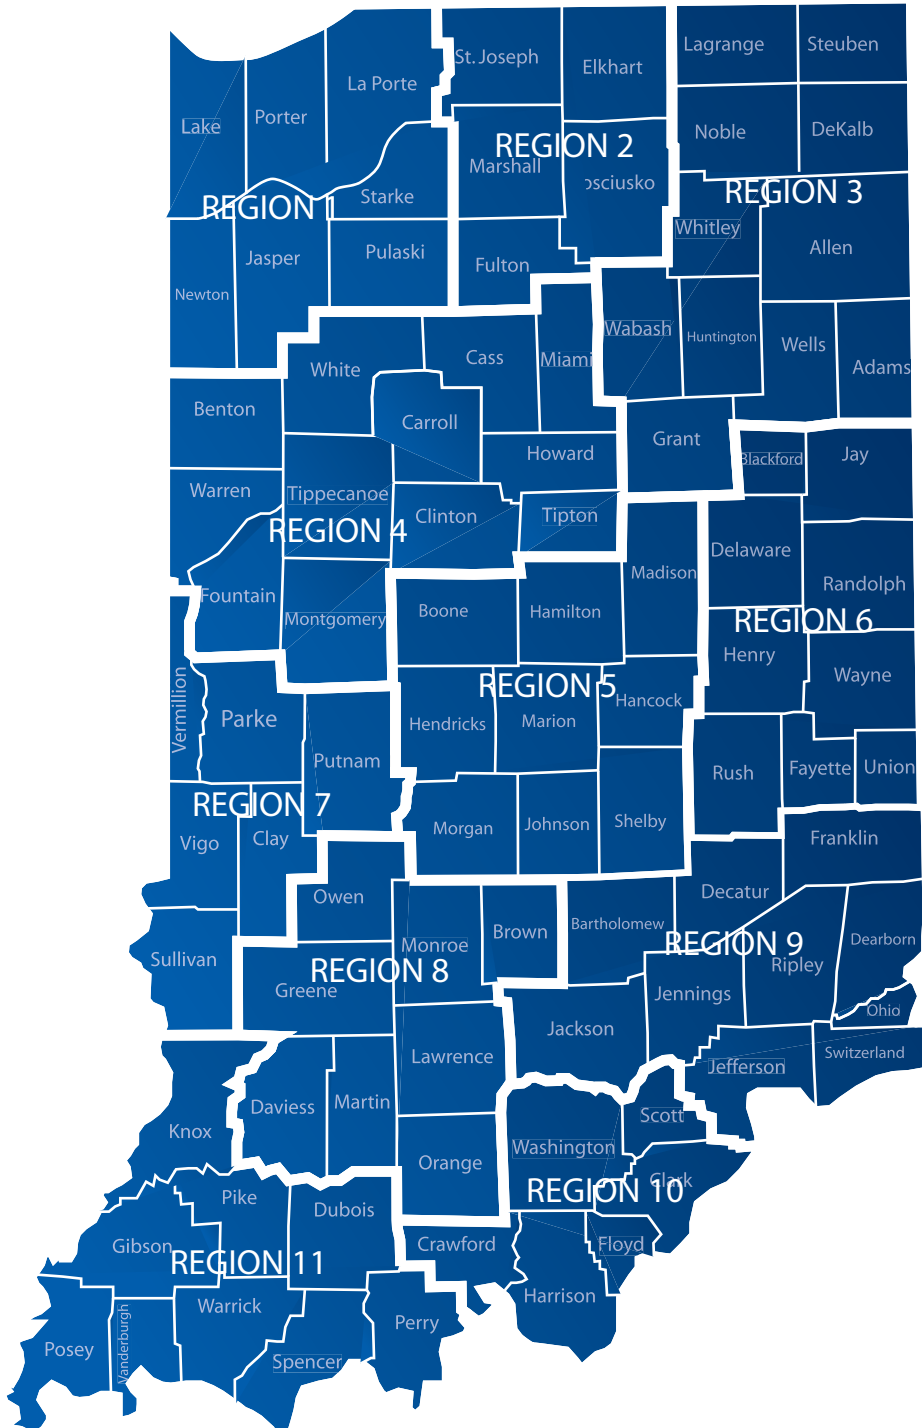 St. Joseph
Elkhart
Lagrange
Steuben
La Porte
Lake
Porter
Noble
DeKalb
REGION 2
Marshall
osciusko
Starke
REGION 1
REGION 3
Whitley
Allen
Jasper
Pulaski
Fulton
Newton
Wabash
Huntington
Wells
Adams
White
Cass
Miami
Benton
Carroll
Grant
Howard
Blackford
Jay
Warren
Tippecanoe
Clinton
Tipton
REGION 4
Delaware
Madison
Randolph
Fountain
Boone
Hamilton
Montgomery
REGION 6
Henry
Wayne
REGION 5
Hancock
Vermillion
Parke
Hendricks
Marion
Putnam
Rush
Fayette
Union
REGION 7
Vigo
Clay
Morgan
Johnson
Shelby
Franklin
Owen
Decatur
Monroe
Brown
Bartholomew
REGION 9
Dearborn
Sullivan
REGION 8
Ripley
Greene
Jennings
Ohio
Jackson
Lawrence
Jefferson
Switzerland
Daviess
Martin
Scott
Knox
Washington
Orange
Clark
REGION 10
Pike
Dubois
Gibson
Crawford
Floyd
REGION 11
Harrison
Warrick
Perry
Posey
Vanderburgh
Spencer